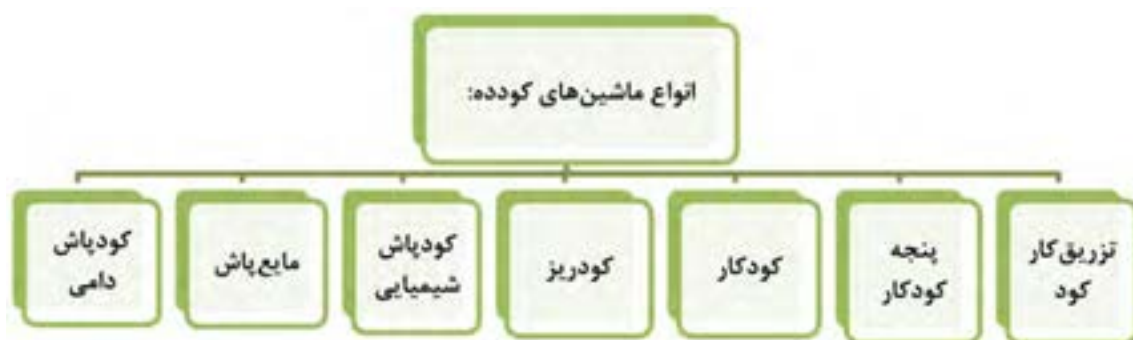 انواع ماشین‌های کودده:
تزریق‌کار
کود
پنجه
کودکار
کودکار
کودریز
کودپاش
شیمیایی
مایع‌پاش
کودپاش
دامی